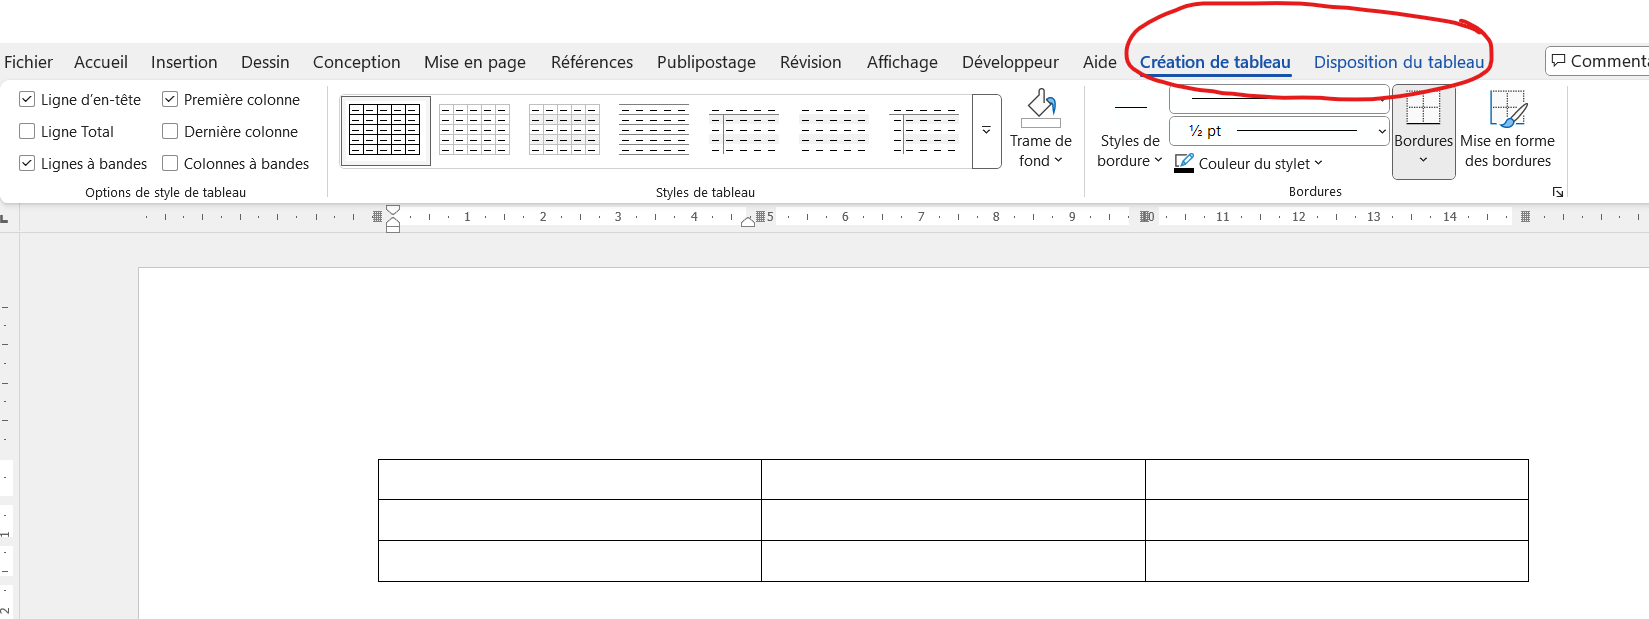 Fichier Accueil Insertion Dessin Conception Mise en page Références Publipostage Révision Affichage Développeur Aide Création de tableau Disposition du tableau
Ligne d’en-tête Première colonne
Ligne Total Dernière colonne
Lignes à bandes Colonnes à bandes
Options de style de tableau
Styles de tableau
Trame de
fond
Styles de
bordure
½ pt
Couleur du stylet
Bordures
Mise en forme
des bordures
Bordures
1 2 3 4 5 6 7 8 9 10 11 12 13 14
1
2